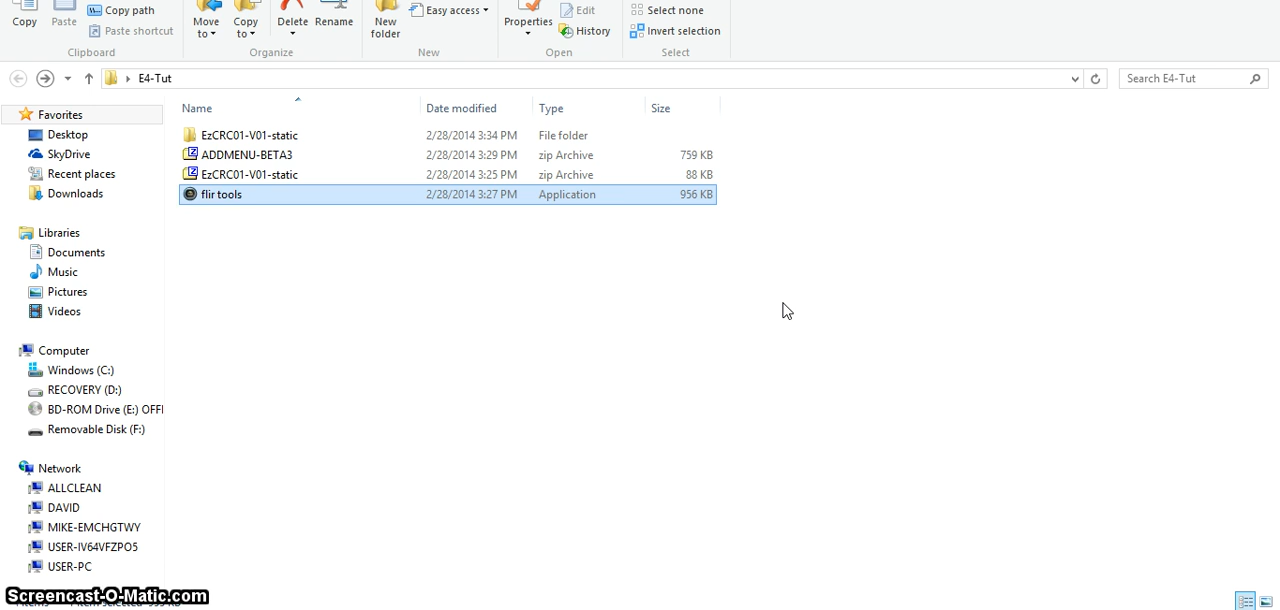 Copy path
Paste shortcut
Copy
Paste
Clipboard
Move to
Copy to
Delete
Rename
Organize
New folder
Easy access
New
Properties
Edit
History
Open
Select none
Invert selection
Select
E4-Tut
Search E4-Tut
Name Date modified Type Size
EzCRC01-V01-static 2/28/2014 3:34 PM File folder
ADDMENU-BETA3 2/28/2014 3:29 PM zip Archive 759 KB
EzCRC01-V01-static 2/28/2014 3:25 PM zip Archive 88 KB
flir tools 2/28/2014 3:27 PM Application 956 KB
Favorites
Desktop
SkyDrive
Recent places
Downloads
Libraries
Documents
Music
Pictures
Videos
Computer
Windows (C:)
RECOVERY (D:)
BD-ROM Drive (E:) OFF
Removable Disk (F:)
Network
ALLCLEAN
DAVID
MIKE-EMCHGTWY
USER-IV64VFZPO5
USER-PC
Screencast-O-Matic.com